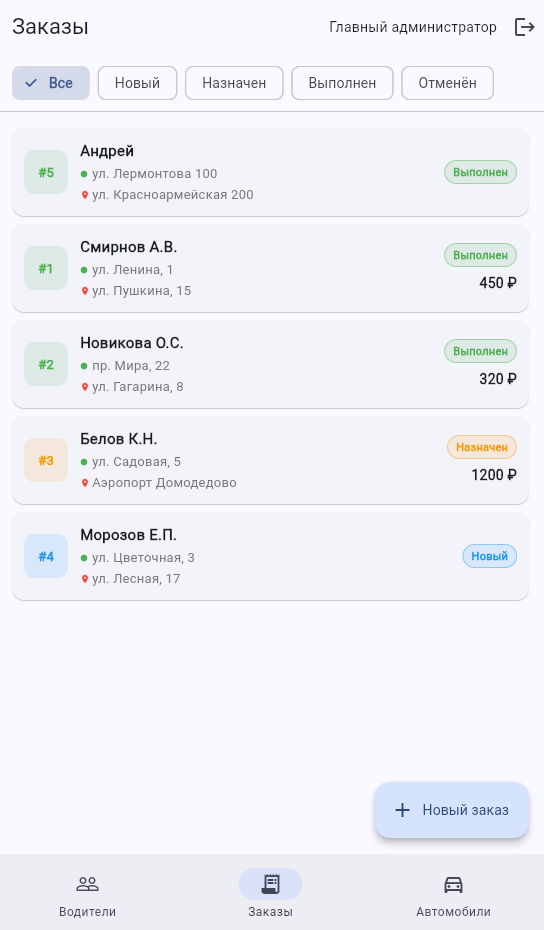 Заказы
Главный администратор
Все
Новый
Назначен
Выполнен
Отменён
#5
Андрей
ул. Лермонтова 100
ул. Красноармейская 200
Выполнен
#1
Смирнов А.В.
ул. Ленина, 1
ул. Пушкина, 15
Выполнен
450 ₽
#2
Новикова О.С.
пр. Мира, 22
ул. Гагарина, 8
Выполнен
320 ₽
#3
Белов К.Н.
ул. Садовая, 5
Аэропорт Домодедово
Назначен
1200 ₽
#4
Морозов Е.П.
ул. Цветочная, 3
ул. Лесная, 17
Новый
Новый заказ
Водители
Заказы
Автомобили